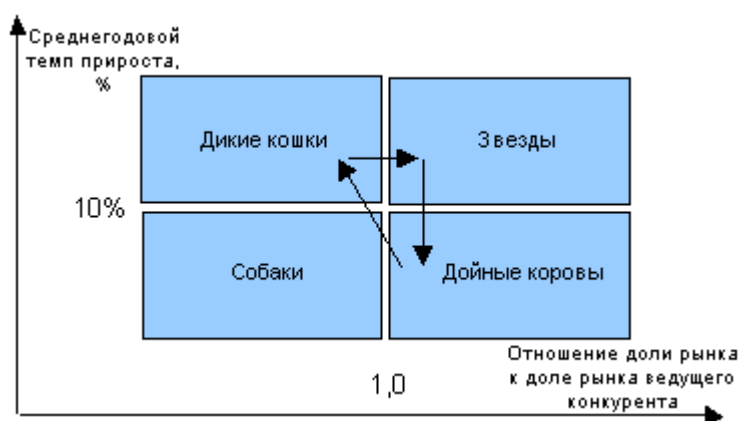 Среднегодовой
темп прироста,
%
Дикие кошки
Звезды
10%
Собаки
Дойные коровы
1,0
Отношение доли рынка
к доле рынка ведущего
конкурента